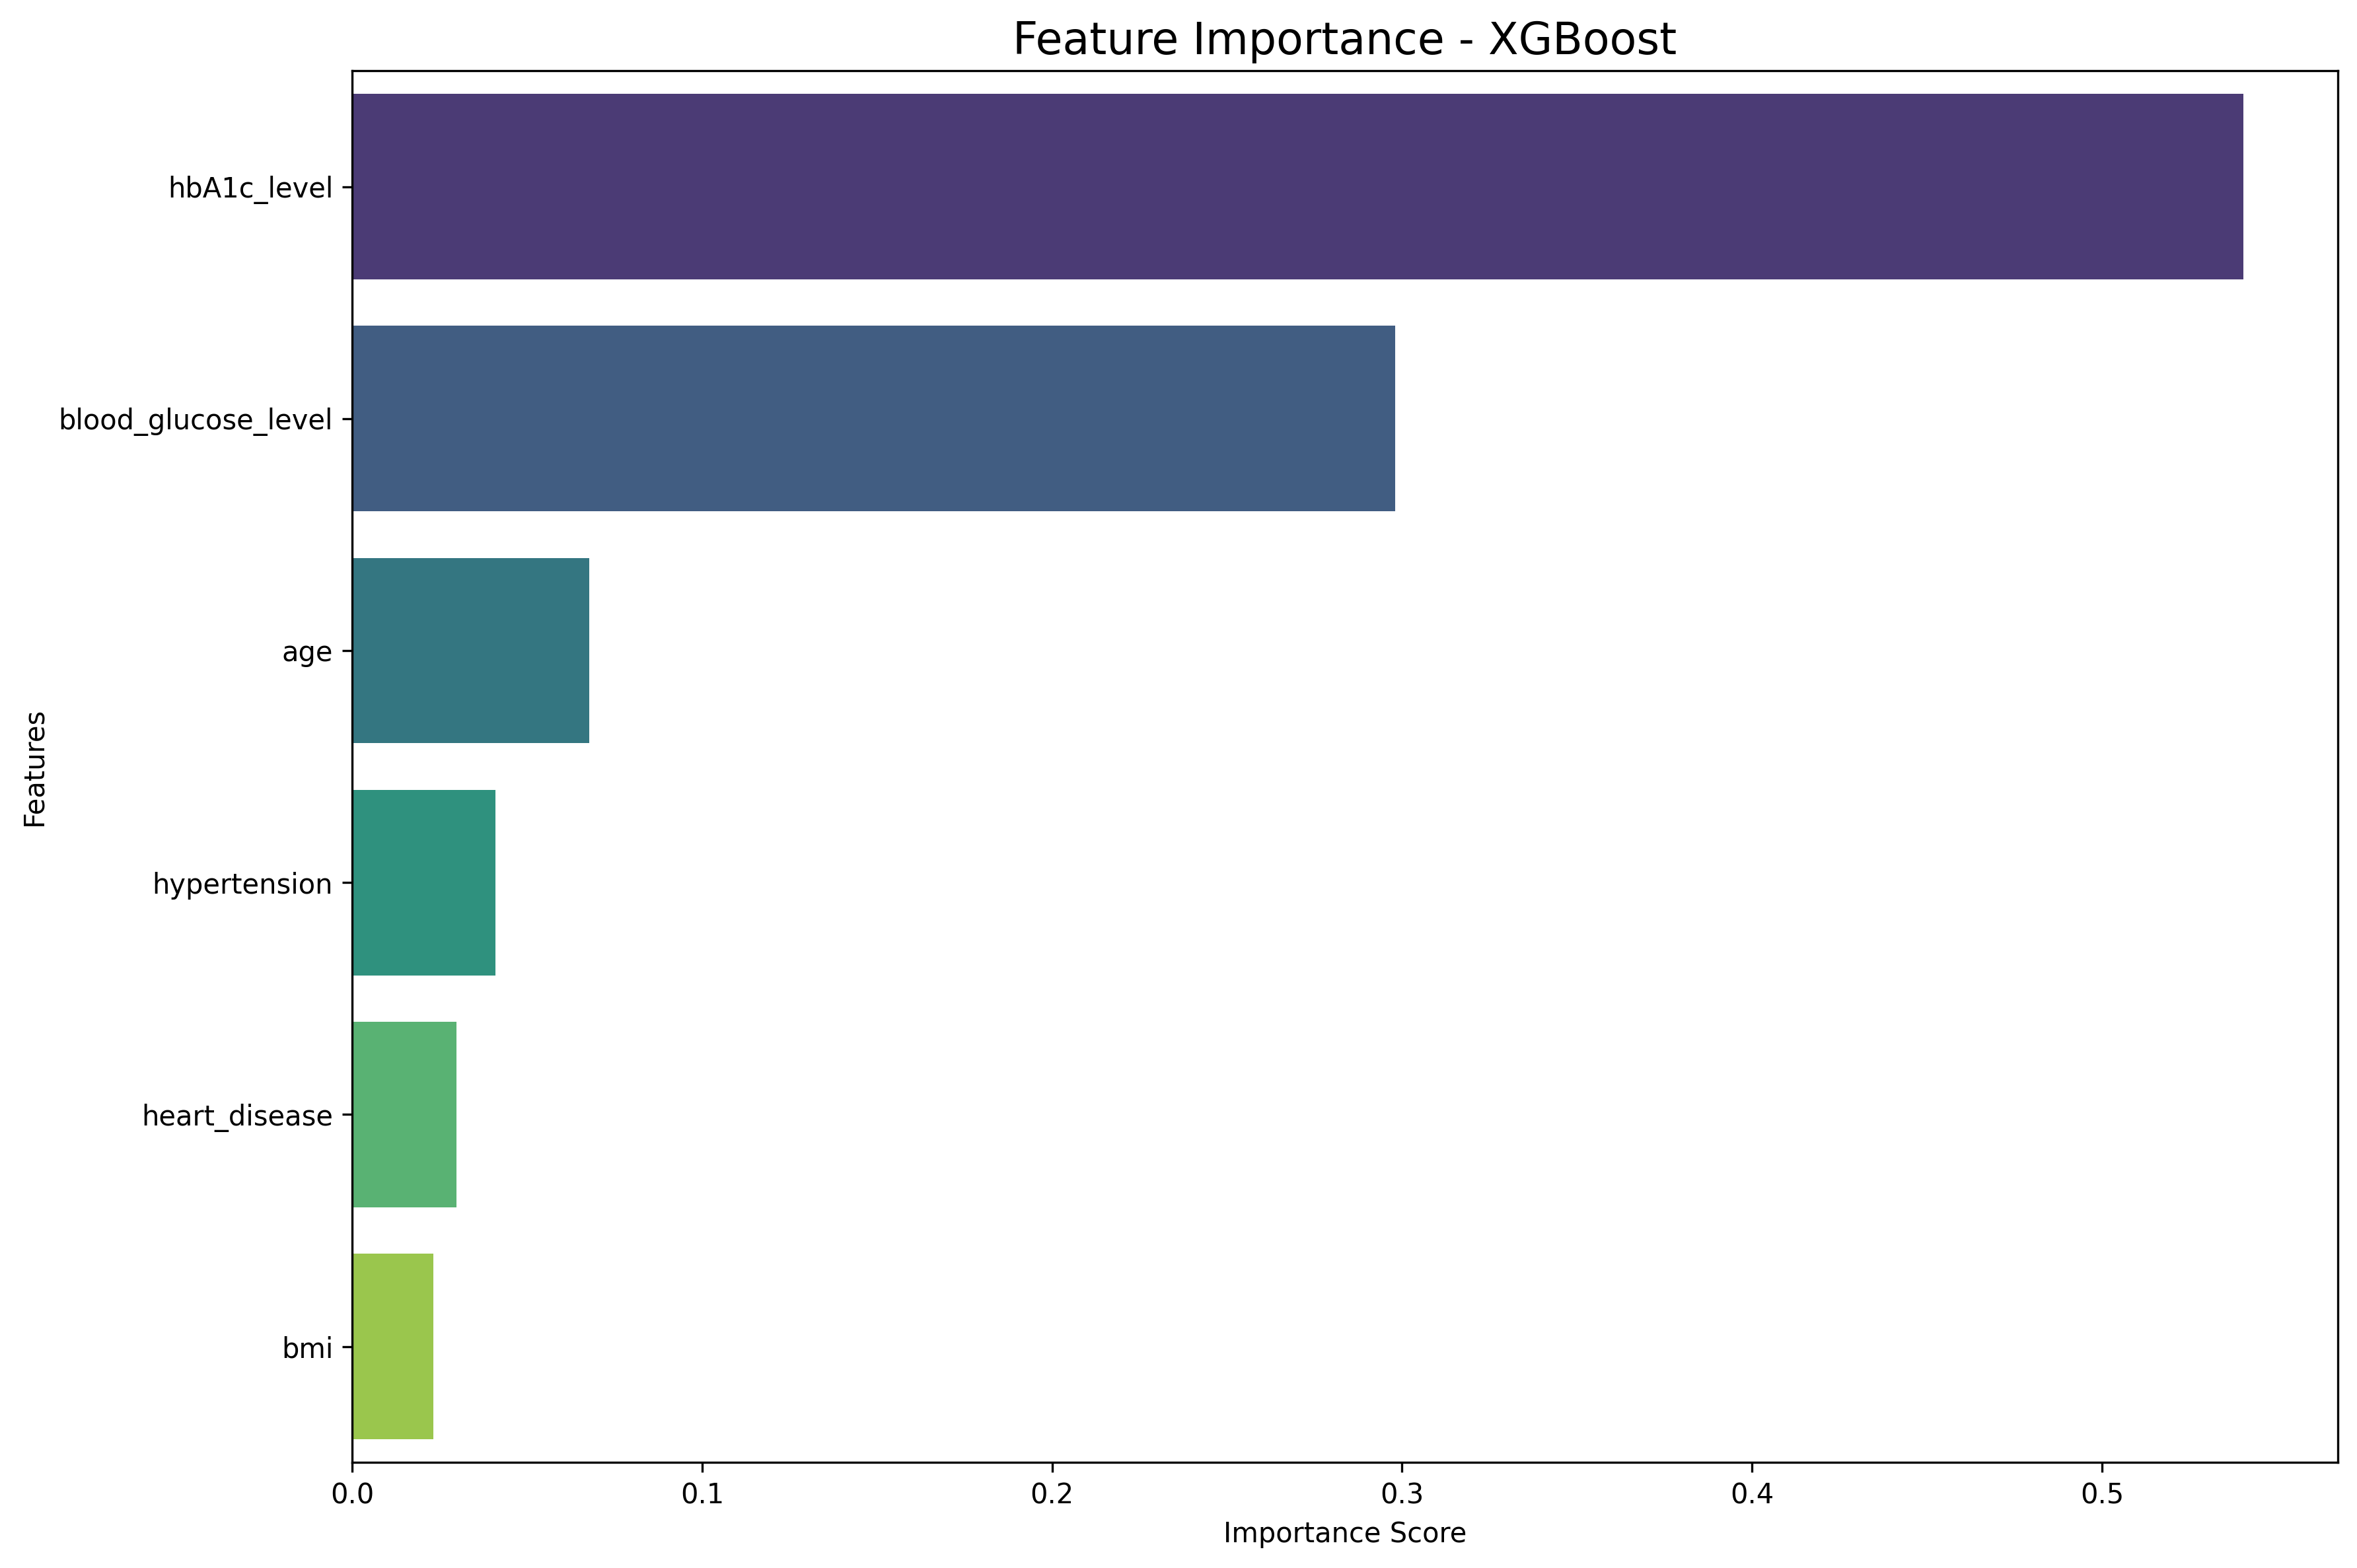 Feature Importance - XGBoost
hbA1c_level
blood_glucose_level
age
hypertension
heart_disease
bmi
Features
0.0 0.1 0.2 0.3 0.4 0.5
Importance Score